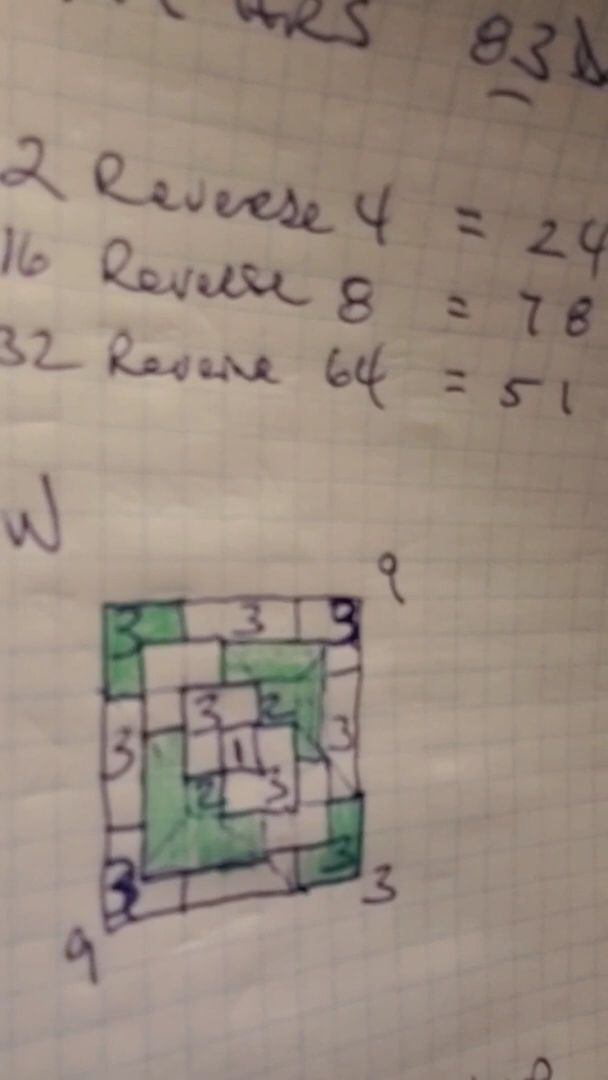 ARS 83
2 Reverse 4 = 24
16 Reverse 8 = 78
32 Reverse 64 = 51
W
9
3 3 3
3 2
3 1 3
2 3
3 3
3
9